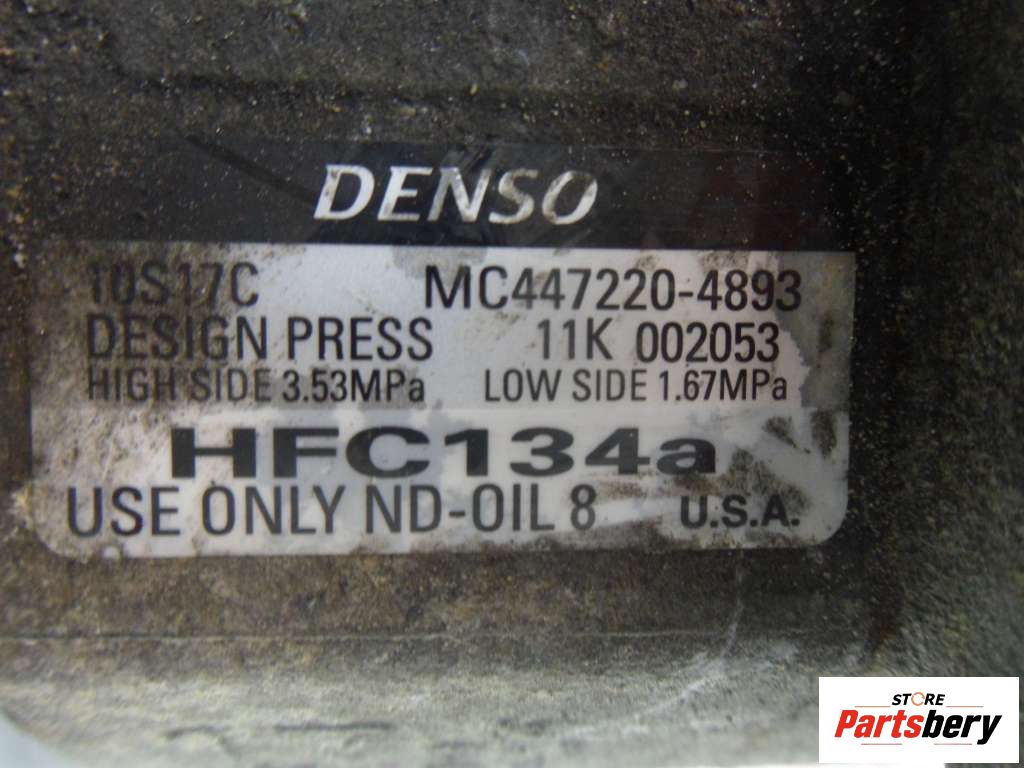 DENSO
10S17C MC447220-4893
DESIGN PRESS 11K 002053
HIGH SIDE 3.53MPa LOW SIDE 1.67MPa
HFC134a
USE ONLY ND-OIL 8 U.S.A.
STORE
Partsbery